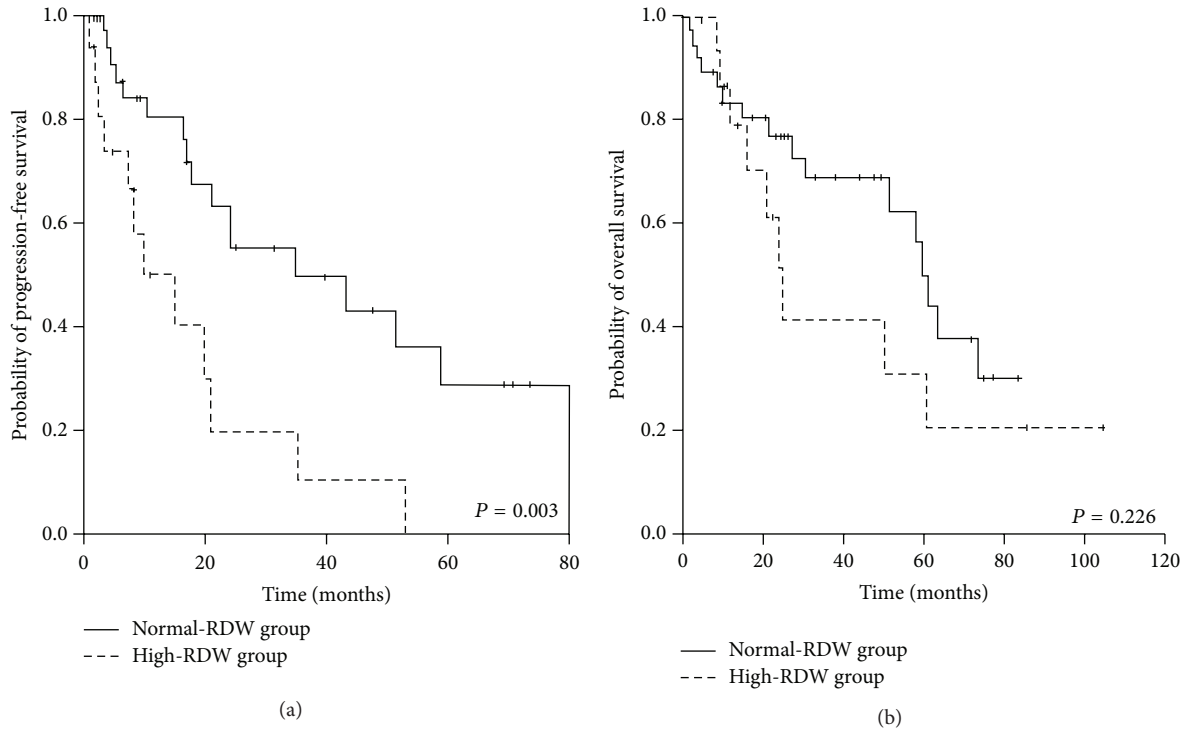 Probability of progression-free survival
1.0
0.8
0.6
0.4
0.2
0.0
P = 0.003
0 20 40 60 80
Time (months)
Normal-RDW group
High-RDW group
(a)
Probability of overall survival
1.0
0.8
0.6
0.4
0.2
0.0
P = 0.226
0 20 40 60 80 100 120
Time (months)
Normal-RDW group
High-RDW group
(b)